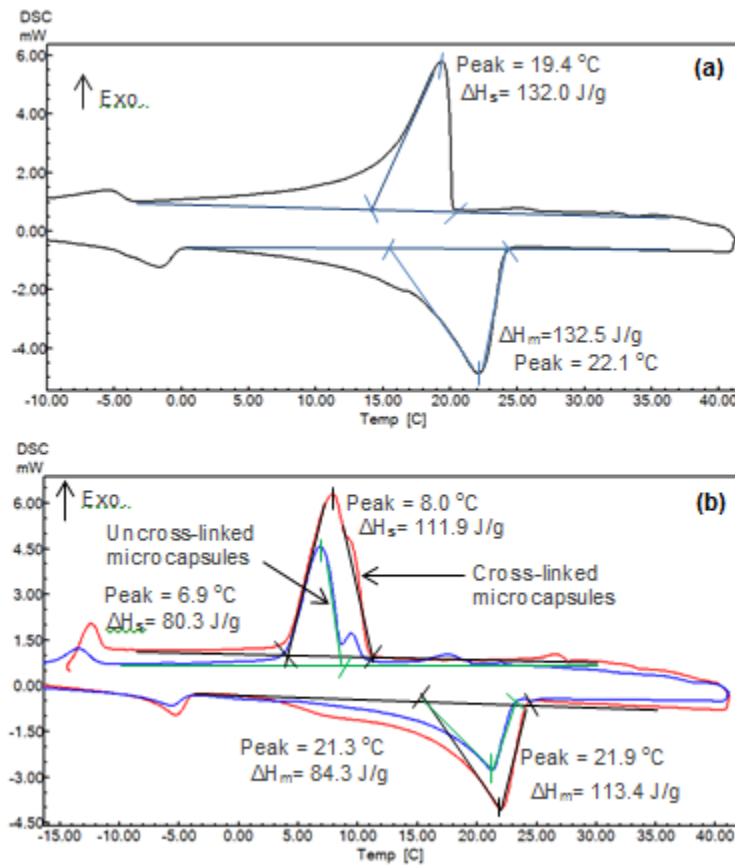 DSC
mW
(a)
6.00
4.00
2.00
0.00
-2.00
-4.00
Exo..
Peak = 19.4 °C
ΔHs= 132.0 J/g
ΔHm=132.5 J/g
Peak = 22.1 °C
-10.00 -5.00 0.00 5.00 10.00 15.00 20.00 25.00 30.00 35.00 40.00
Temp [C]
DSC
mW
(b)
6.00
4.50
3.00
1.50
0.00
-1.50
-3.00
-4.50
Exo..
Peak = 8.0 °C
ΔHs= 111.9 J/g
Uncross-linked
microcapsules
Peak = 6.9 °C
ΔHs= 80.3 J/g
Cross-linked
microcapsules
Peak = 21.3 °C
ΔHm= 84.3 J/g
Peak = 21.9 °C
ΔHm= 113.4 J/g
-15.00 -10.00 -5.00 0.00 5.00 10.00 15.00 20.00 25.00 30.00 35.00 40.00
Temp [C]